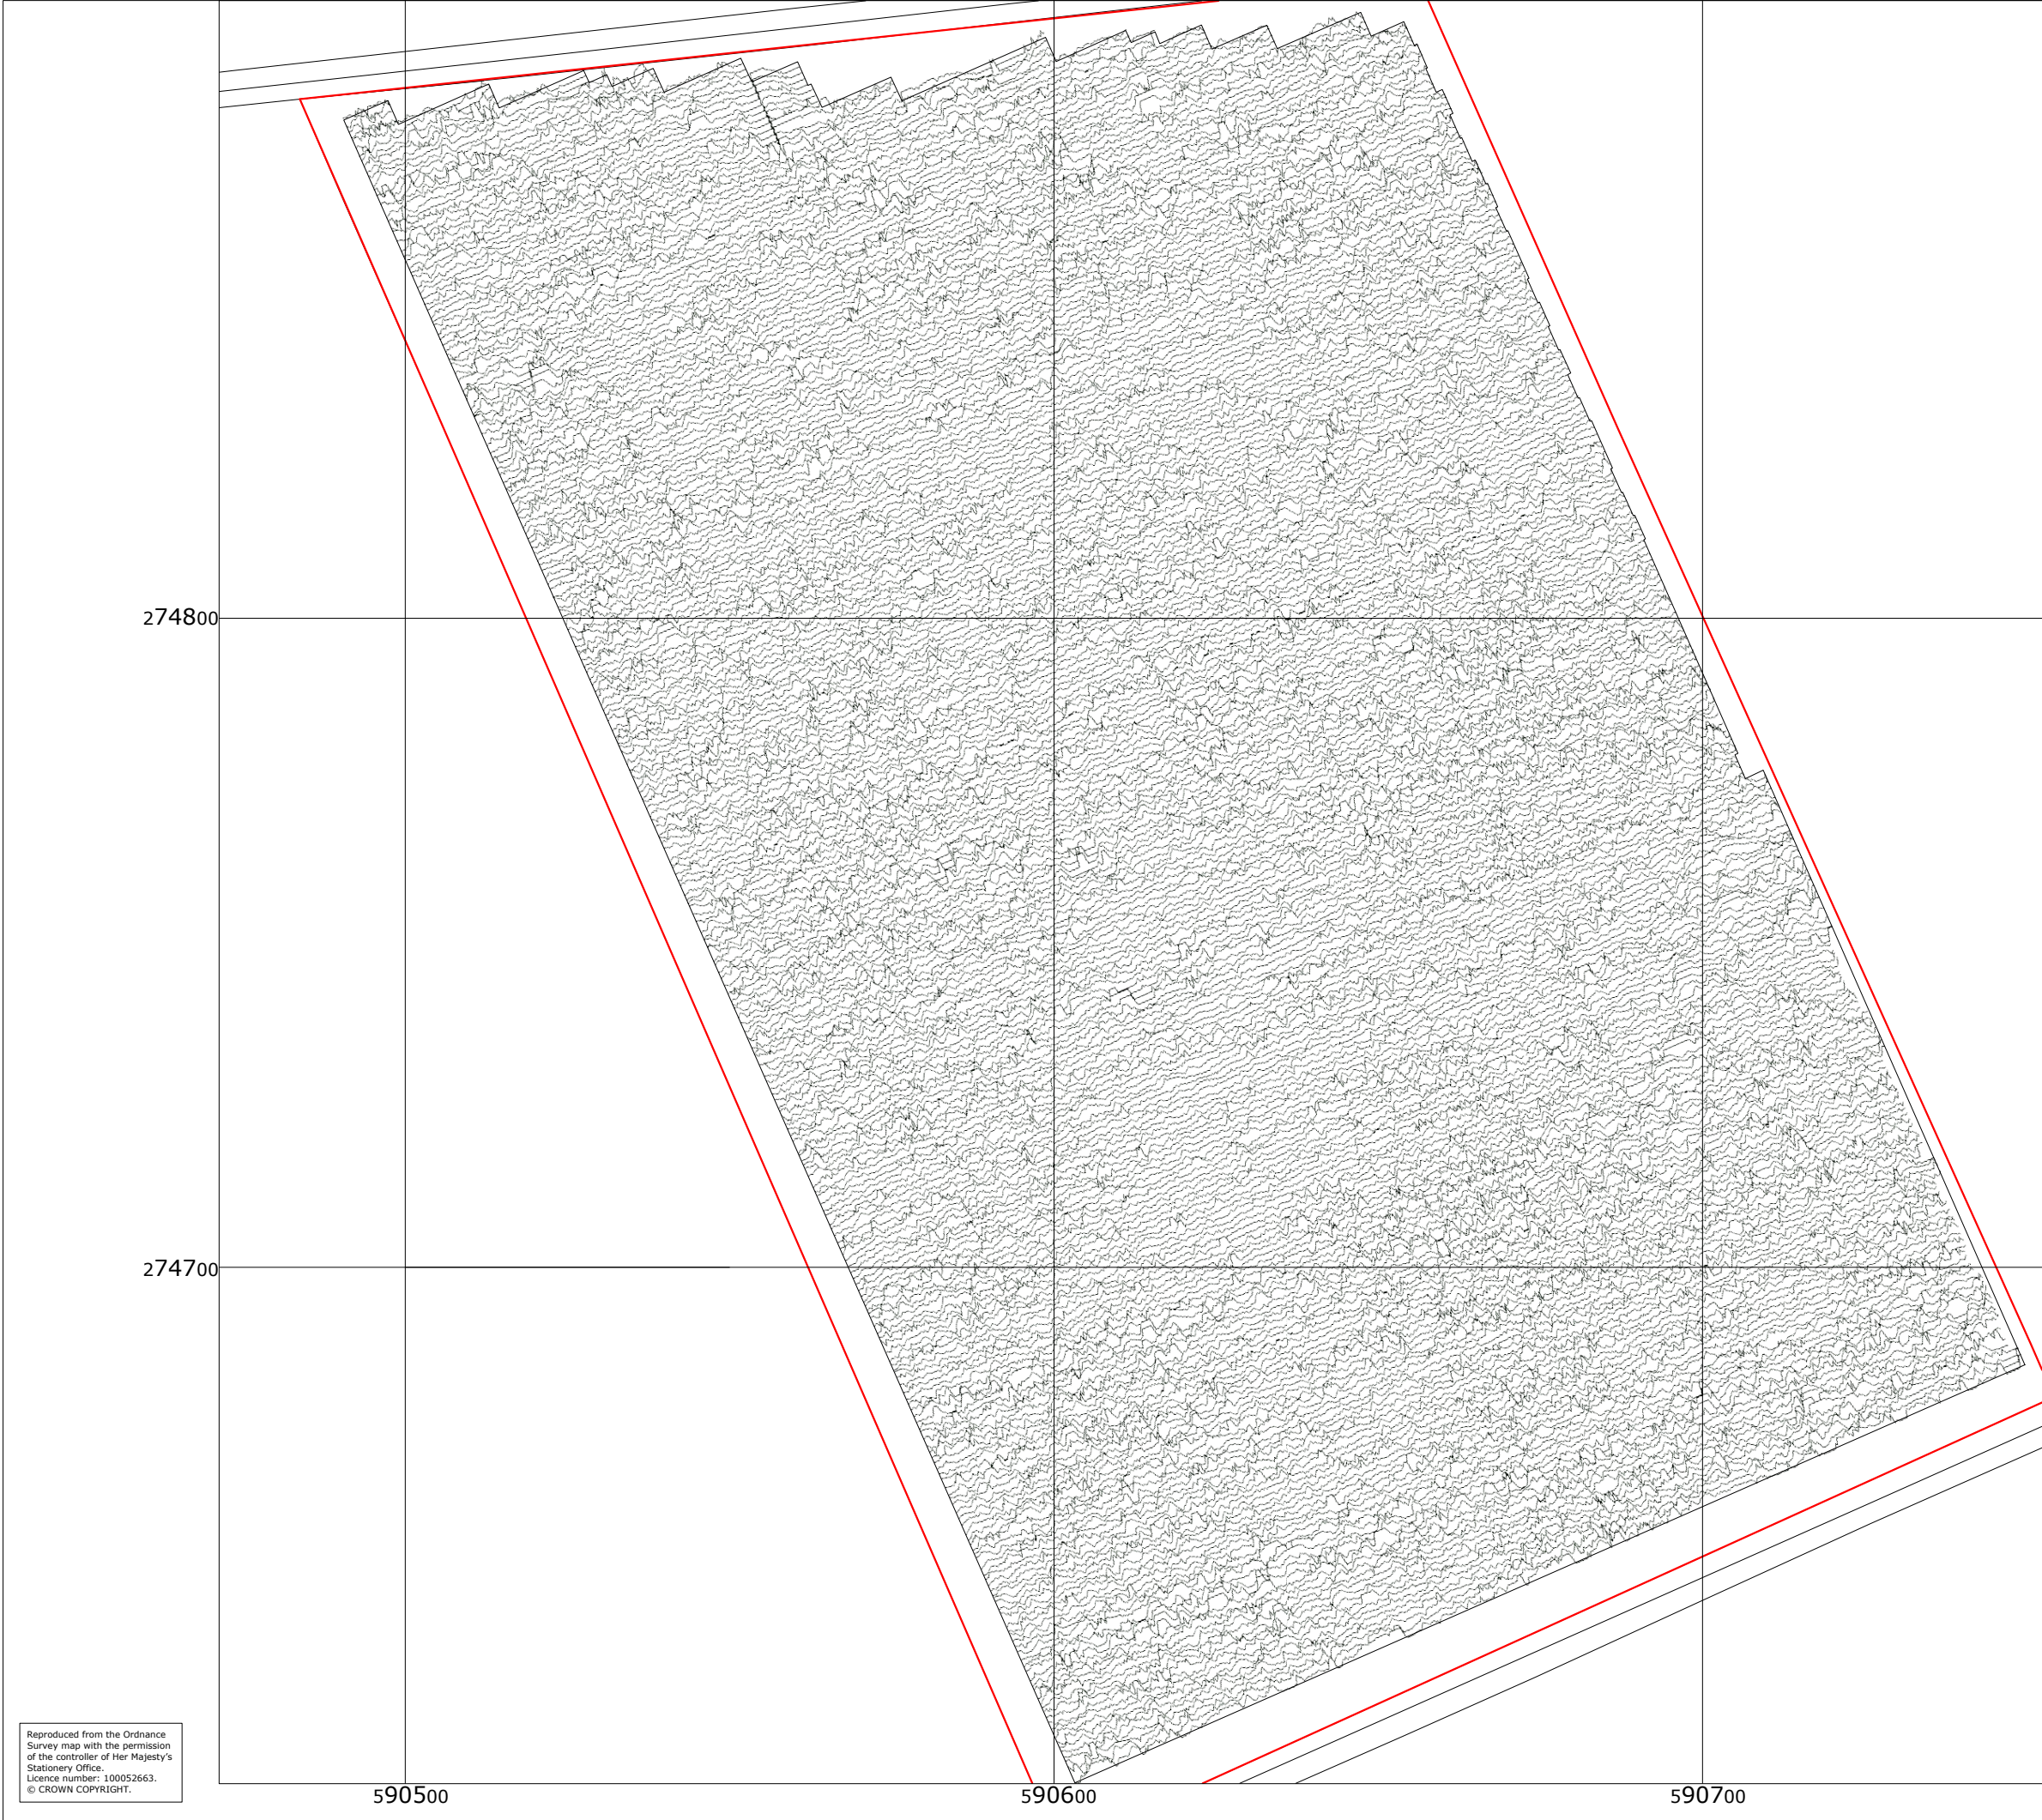 274800
274700
Reproduced from the Ordnance
Survey map with the permission
of the controller of Her Majesty's
Stationery Office.
Licence number: 100052663.
© CROWN COPYRIGHT.
590500
590600
590700